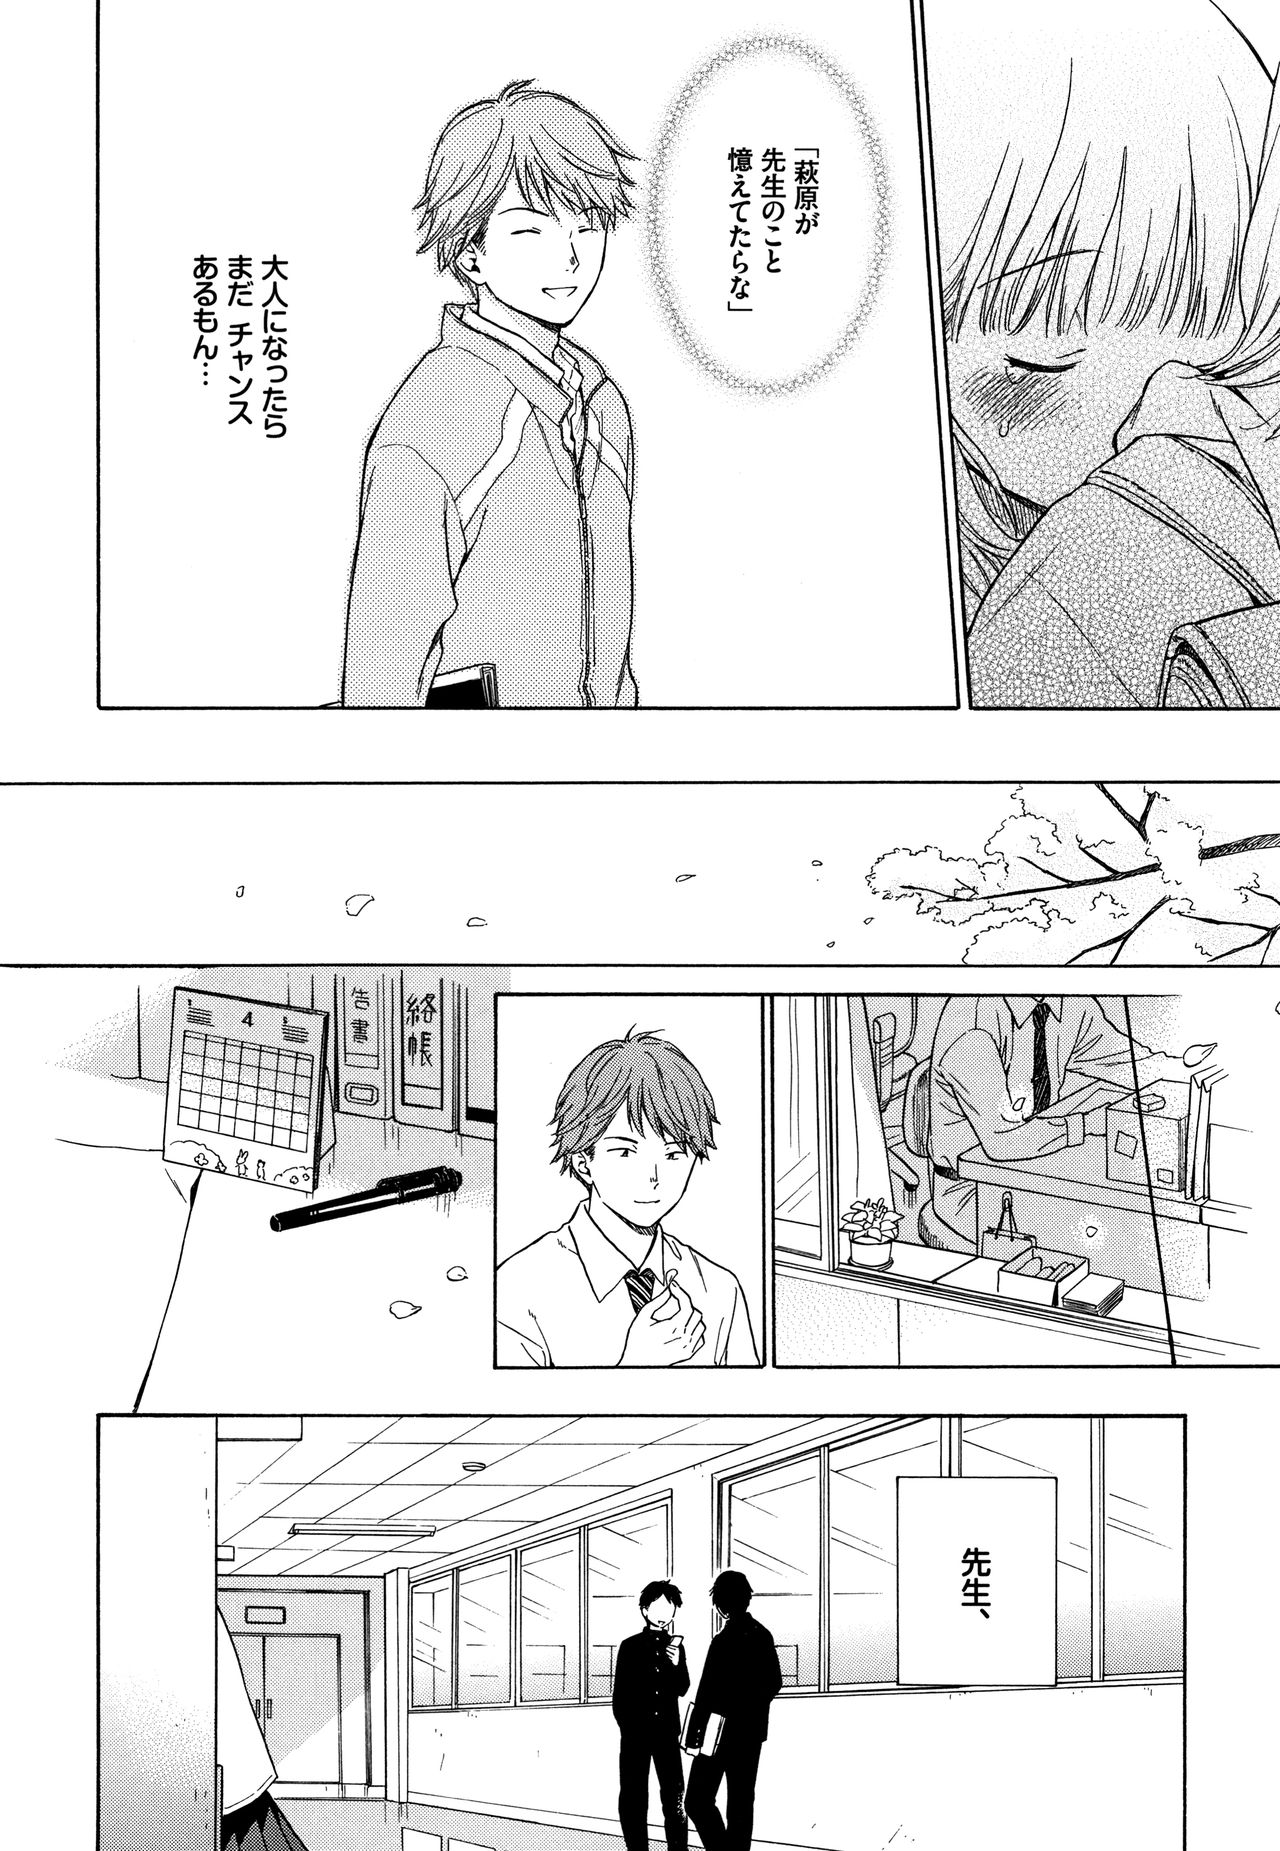 「萩原が
先生のこと
憶えてたらな」
大人になったら
まだ チャンス
あるもん…
4
告書
絡帳
先生、